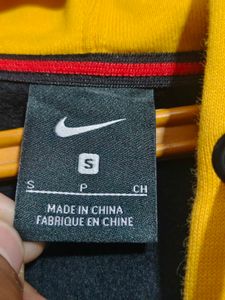 S
S P CH
MADE IN CHINA
FABRIQUE EN CHINE